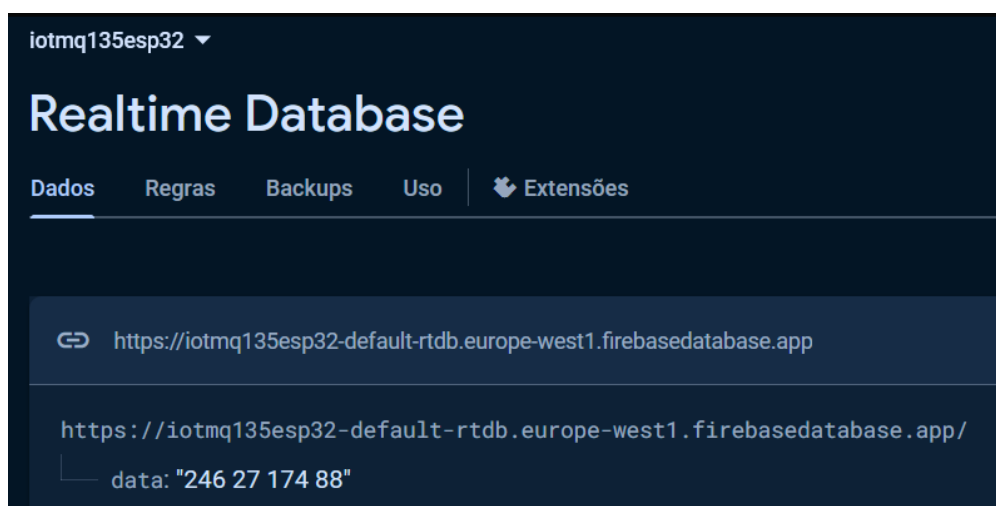 iotmq135esp32
Realtime Database
Dados Regras Backups Uso Extensões
https://iotmq135esp32-default-rtdb.europe-west1.firebasedatabase.app
https://iotmq135esp32-default-rtdb.europe-west1.firebasedatabase.app/
data: "246 27 174 88"